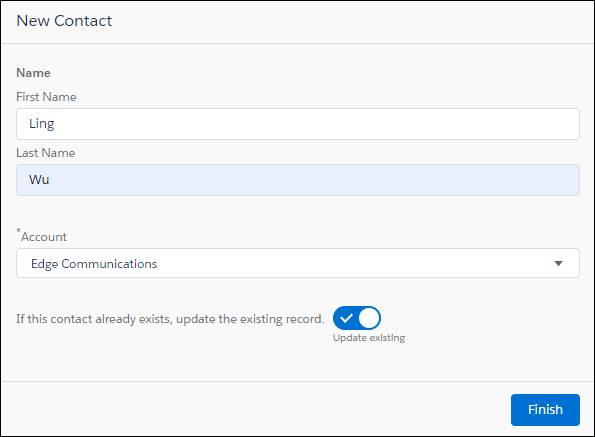 New Contact
Name
First Name
Ling
Last Name
Wu
*Account
Edge Communications
If this contact already exists, update the existing record.
Update existing
Finish